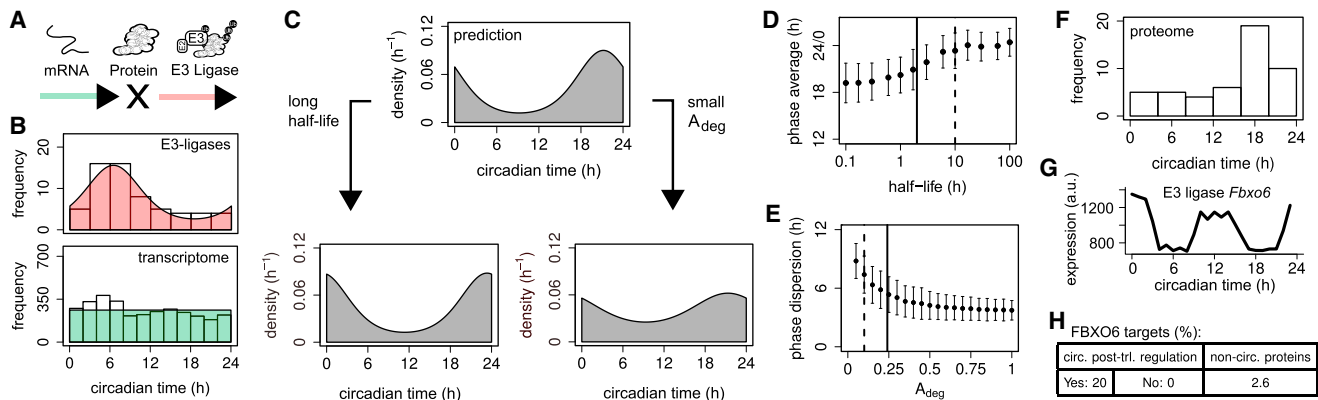 A
E3
E2
mRNA Protein E3 Ligase
X
B
E3-ligases
frequency
0 10 20
transcriptome
frequency
0 350 700
0 6 12 18 24
circadian time (h)
C
prediction
density (h⁻¹)
0 0.06 0.12
0 6 12 18 24
circadian time (h)
long
half-life
small
A_deg
density (h⁻¹)
0 0.06 0.12
0 6 12 18 24
circadian time (h)
density (h⁻¹)
0 0.06 0.12
0 6 12 18 24
circadian time (h)
D
phase average (h)
12 18 24/0
0.1 1 10 100
half-life (h)
E
phase dispersion (h)
0 6 12
0 0.25 0.75 1
A_deg
F
proteome
frequency
0 10 20
0 6 12 18 24
circadian time (h)
G
E3 ligase Fbxo6
expression (a.u.)
800 1200
0 6 12 18 24
circadian time (h)
H
FBXO6 targets (%):
circ. post-trl. regulation non-circ. proteins
Yes: 20 No: 0 2.6